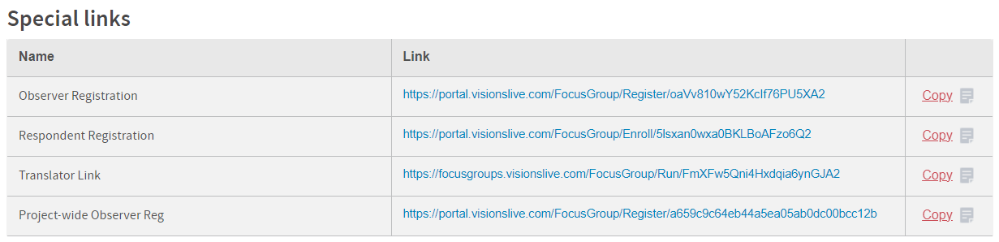 Special links
Name Link
Observer Registration https://portal.visionslive.com/FocusGroup/Register/oaVv810wY52Kclf76PU5XA2 Copy
Respondent Registration https://portal.visionslive.com/FocusGroup/Enroll/5lsxan0wxa0BKLBoAFzo6Q2 Copy
Translator Link https://focusgroups.visionslive.com/FocusGroup/Run/FmXFw5Qni4Hxdqia6ynGJA2 Copy
Project-wide Observer Reg https://portal.visionslive.com/FocusGroup/Register/a659c9c64eb44a5ea05ab0dc00bcc12b Copy